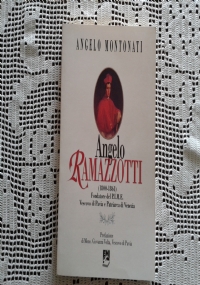 ANGELO MONTONATI
Angelo
RAMAZZOTTI
(1800-1861)
Fondatore del P.I.M.E.
Vescovo di Pavia e Patriarca di Venezia
Prefazione
di Mons. Giovanni Volta, Vescovo di Pavia